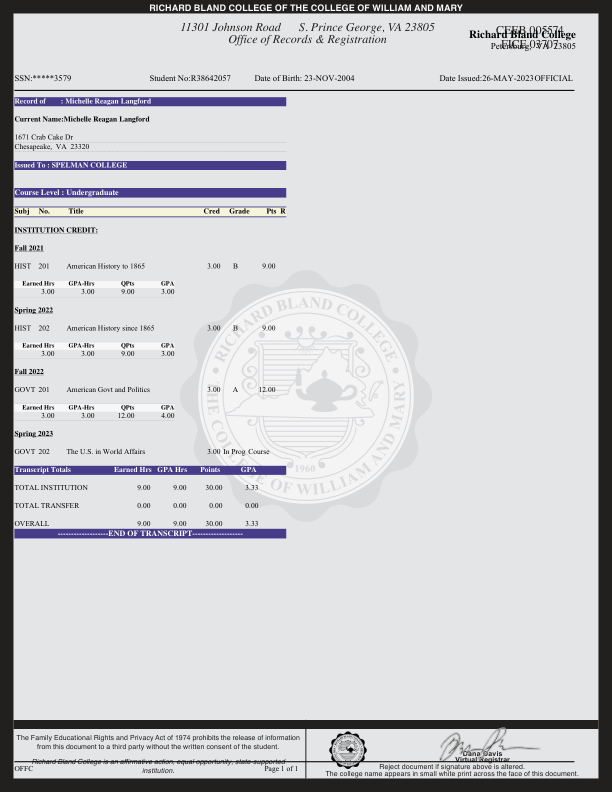 RICHARD BLAND COLLEGE OF THE COLLEGE OF WILLIAM AND MARY
11301 Johnson Road S. Prince George, VA 23805
Office of Records & Registration
CEEB 005574
Richard Bland College
FICE 03707
Petersburg, VA 23805
SSN:*****3579 Student No:R38642057 Date of Birth: 23-NOV-2004 Date Issued:26-MAY-2023OFFICIAL
Record of : Michelle Reagan Langford
Current Name:Michelle Reagan Langford
1671 Crab Cake Dr
Chesapeake, VA 23320
Issued To : SPELMAN COLLEGE
Course Level : Undergraduate
Subj No. Title Cred Grade Pts R
INSTITUTION CREDIT:
Fall 2021
HIST 201 American History to 1865 3.00 B 9.00
Earned Hrs GPA-Hrs QPts GPA
3.00 3.00 9.00 3.00
Spring 2022
HIST 202 American History since 1865 3.00 B 9.00
Earned Hrs GPA-Hrs QPts GPA
3.00 3.00 9.00 3.00
Fall 2022
GOVT 201 American Govt and Politics 3.00 A 12.00
Earned Hrs GPA-Hrs QPts GPA
3.00 3.00 12.00 4.00
Spring 2023
GOVT 202 The U.S. in World Affairs 3.00 In Prog Course
Transcript Totals Earned Hrs GPA Hrs Points GPA
TOTAL INSTITUTION 9.00 9.00 30.00 3.33
TOTAL TRANSFER 0.00 0.00 0.00 0.00
OVERALL 9.00 9.00 30.00 3.33
-------------------END OF TRANSCRIPT-------------------
RICHARD BLAND COLLEGE
THE COLLEGE OF WILLIAM AND MARY
1960
The Family Educational Rights and Privacy Act of 1974 prohibits the release of information
from this document to a third party without the written consent of the student.
Richard Bland College is an affirmative action, equal opportunity, state-supported
institution.
OFFC Page 1 of 1
Dana Davis
Virtual Registrar
Reject document if signature above is altered.
The college name appears in small white print across the face of this document.